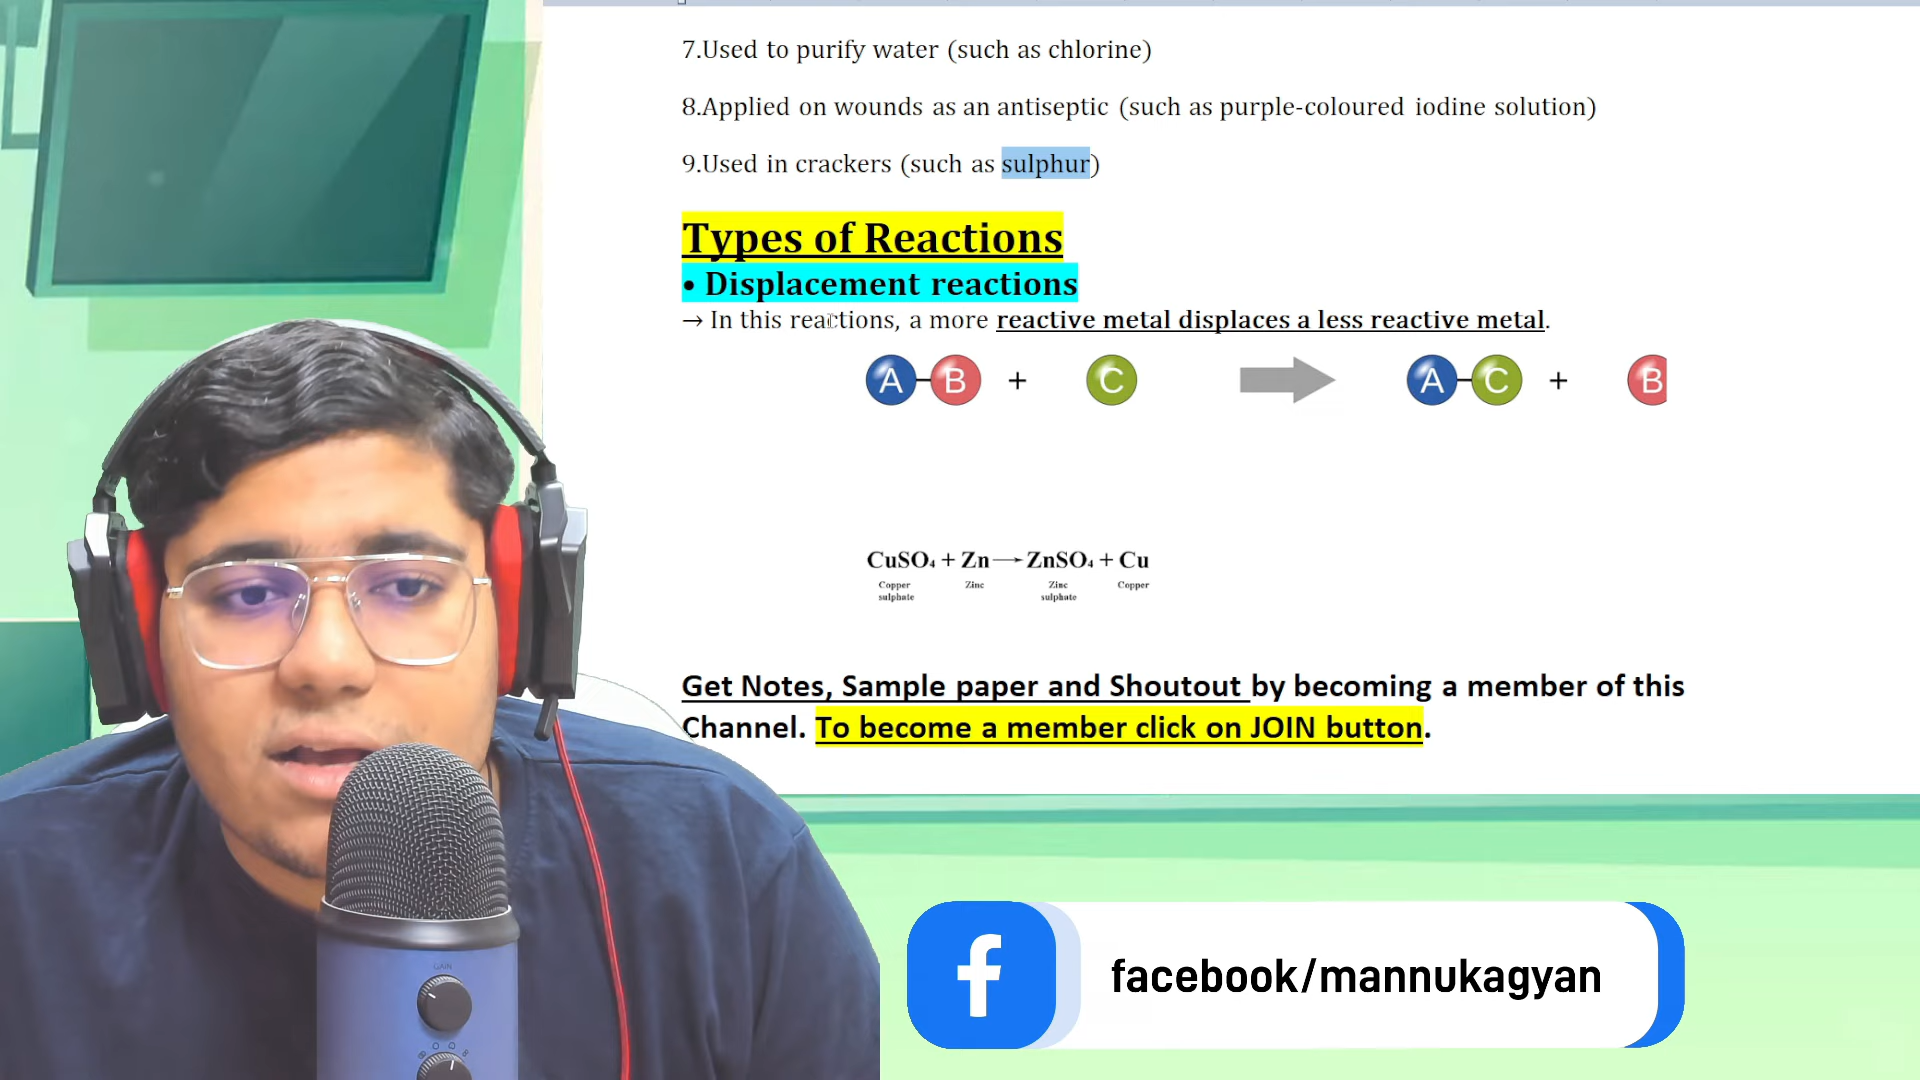 7.Used to purify water (such as chlorine)
8.Applied on wounds as an antiseptic (such as purple-coloured iodine solution)
9.Used in crackers (such as sulphur)
Types of Reactions
• Displacement reactions
→ In this reactions, a more reactive metal displaces a less reactive metal.
A B + C A C + B
CuSO₄ + Zn → ZnSO₄ + Cu
Copper sulphate Zinc Zinc sulphate Copper
Get Notes, Sample paper and Shoutout by becoming a member of this
Channel. To become a member click on JOIN button.
GAIN
facebook/mannukagyan